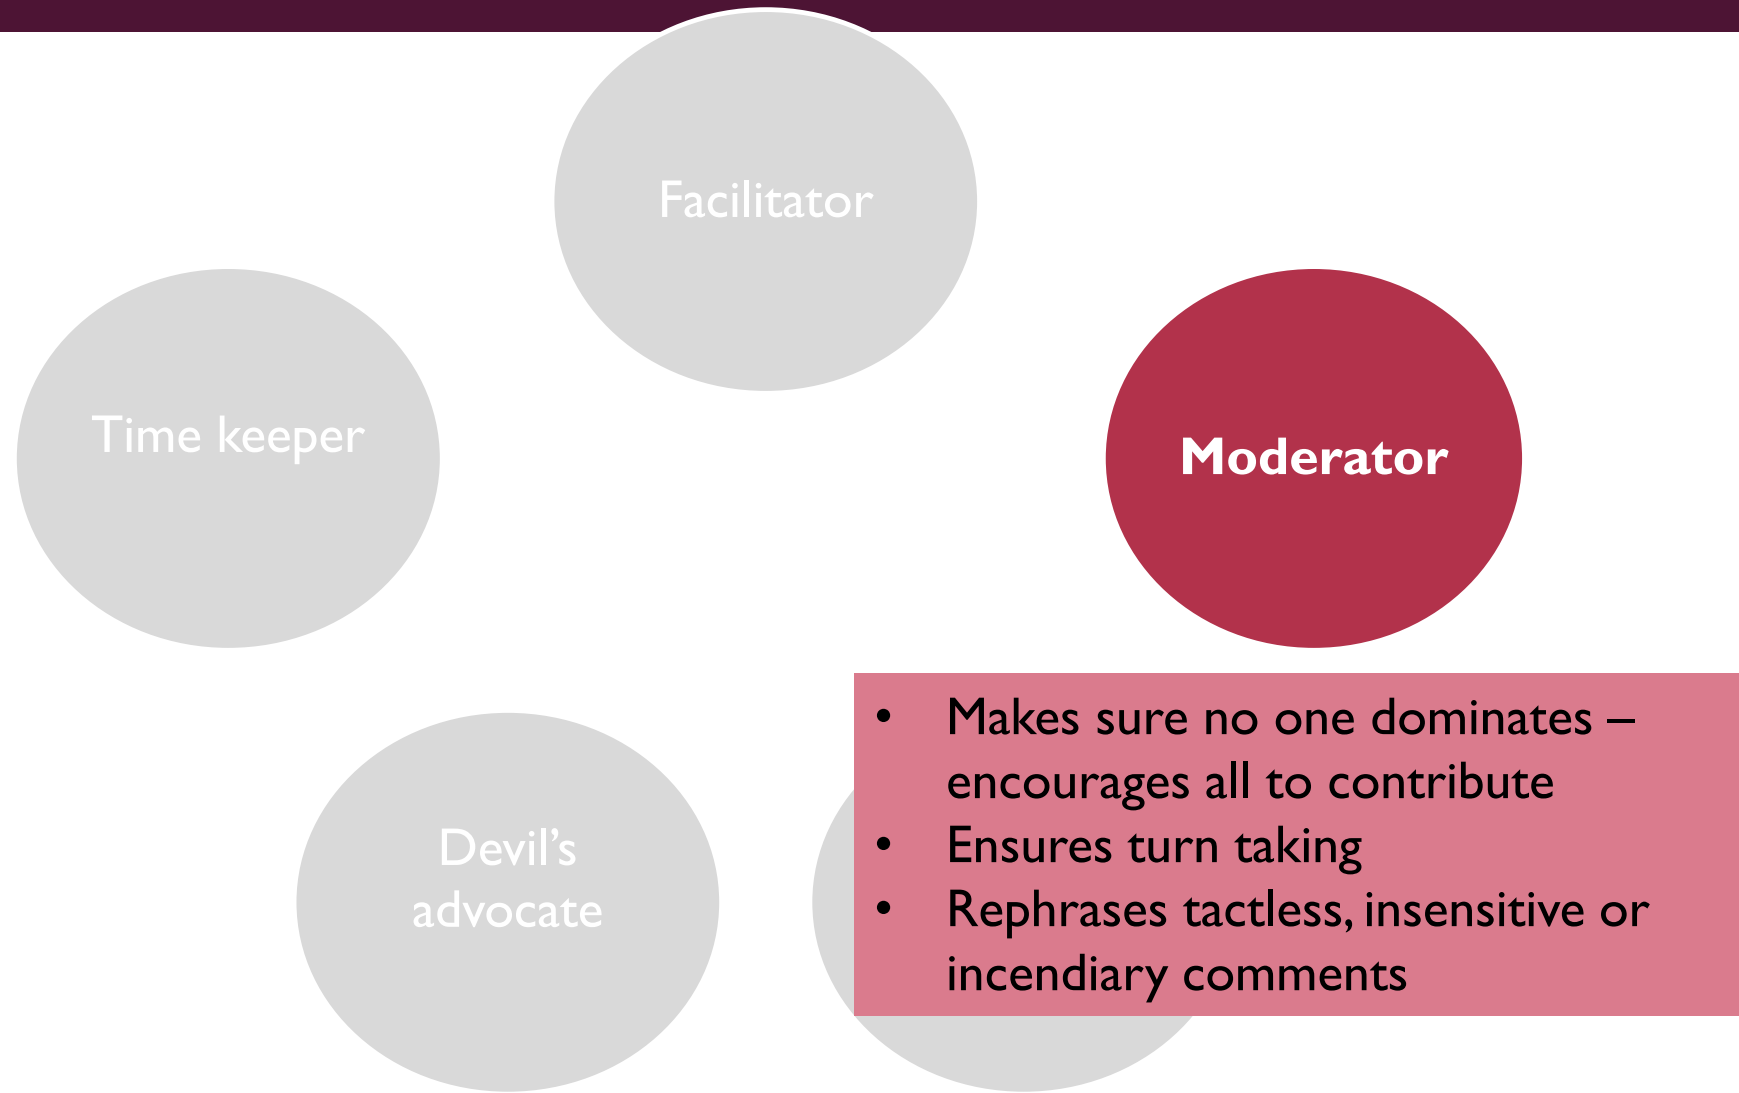 Facilitator
Time keeper
Moderator
• Makes sure no one dominates –
encourages all to contribute
• Ensures turn taking
• Rephrases tactless, insensitive or
incendiary comments
Devil’s
advocate